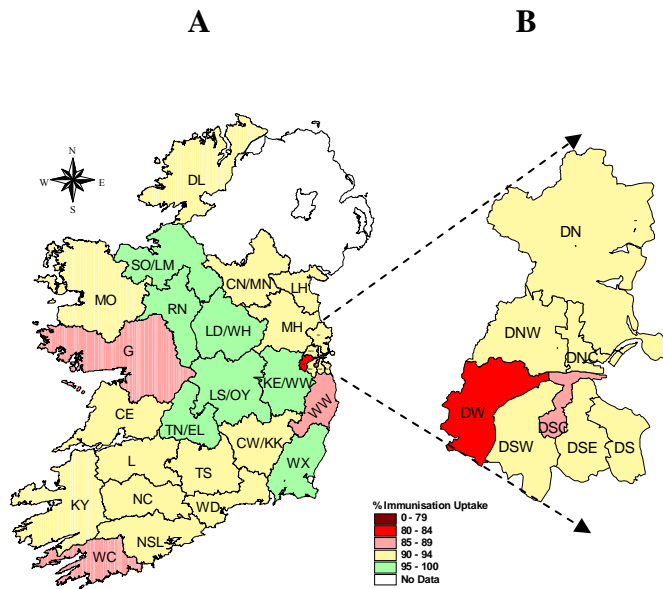 A B
N
W E
S
DL
DN
SO/LM
CN/MN
LH
MO
RN
LD/WH
MH
DNW
DNC
G
KE/WW
LS/OY
WW
DW
DSC
CE
TN/EL
CW/KK
DSW
DSE
DS
L
TS
WX
KY
NC
WD
NSL
WC
% Immunisation Uptake
0 - 79
80 - 84
85 - 89
90 - 94
95 - 100
No Data